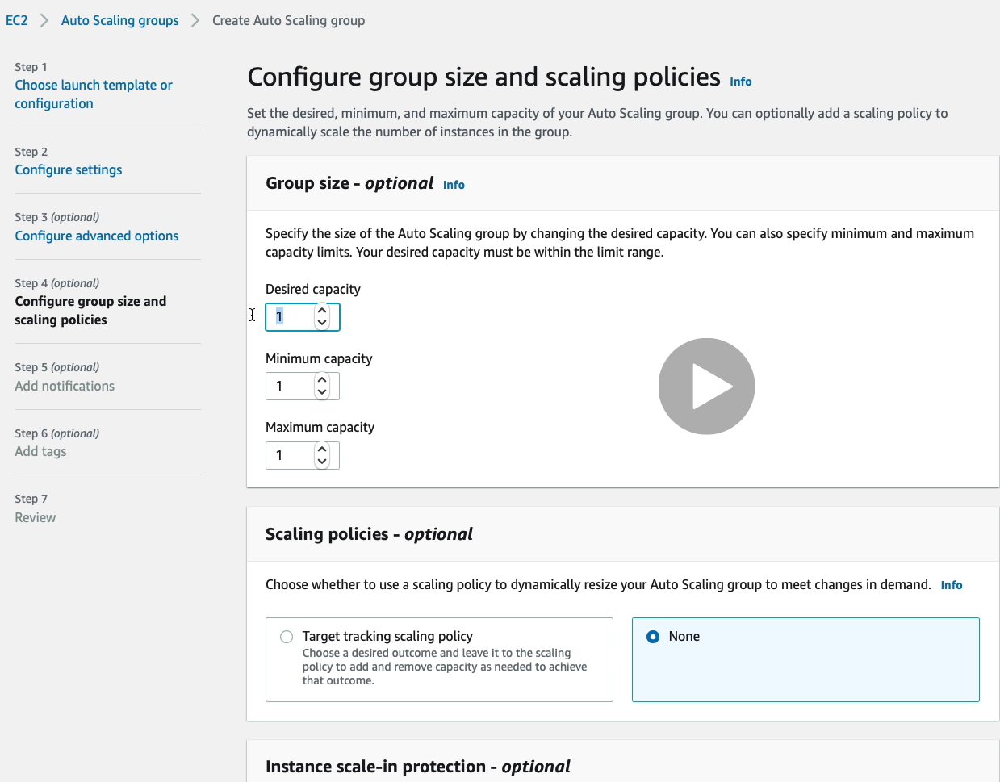 EC2 > Auto Scaling groups > Create Auto Scaling group
Step 1
Choose launch template or
configuration
Step 2
Configure settings
Step 3 (optional)
Configure advanced options
Step 4 (optional)
Configure group size and
scaling policies
Step 5 (optional)
Add notifications
Step 6 (optional)
Add tags
Step 7
Review
Configure group size and scaling policies Info
Set the desired, minimum, and maximum capacity of your Auto Scaling group. You can optionally add a scaling policy to
dynamically scale the number of instances in the group.
Group size - optional Info
Specify the size of the Auto Scaling group by changing the desired capacity. You can also specify minimum and maximum
capacity limits. Your desired capacity must be within the limit range.
Desired capacity
1
Minimum capacity
1
Maximum capacity
1
Scaling policies - optional
Choose whether to use a scaling policy to dynamically resize your Auto Scaling group to meet changes in demand. Info
Target tracking scaling policy
Choose a desired outcome and leave it to the scaling
policy to add and remove capacity as needed to achieve
that outcome.
None
Instance scale-in protection - optional